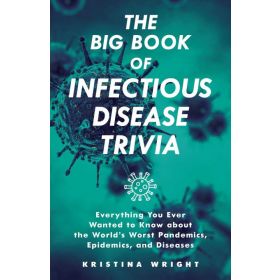 THE
BIG BOOK
OF
INFECTIOUS
DISEASE
TRIVIA
Everything You Ever
Wanted to Know about
the World's Worst Pandemics,
Epidemics, and Diseases
KRISTINA WRIGHT